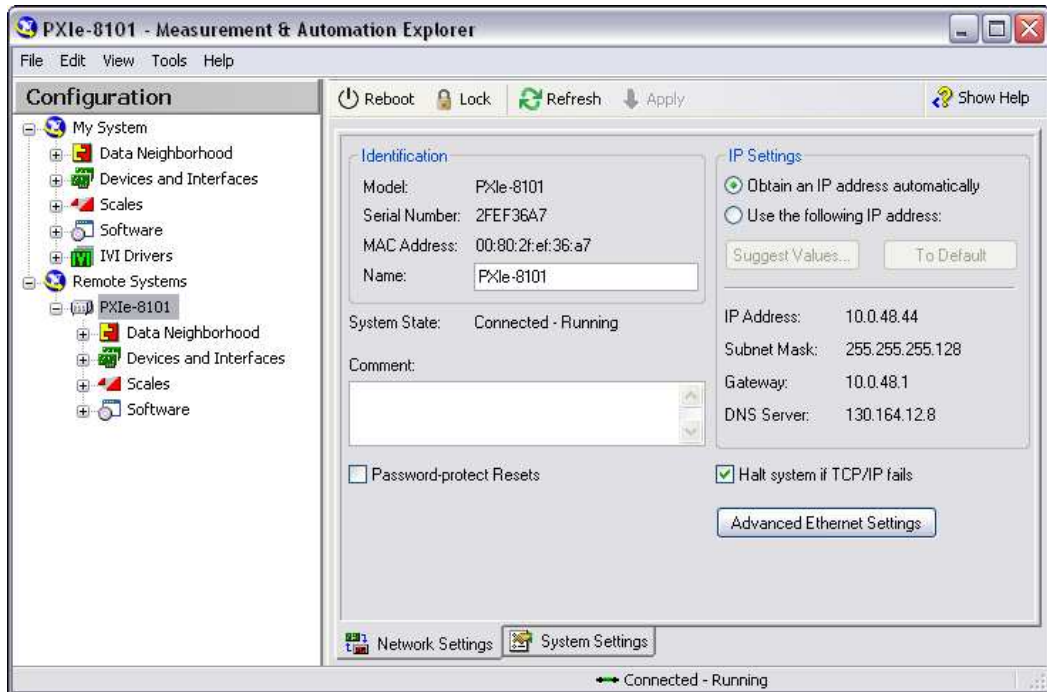 PXIe-8101 - Measurement & Automation Explorer
File Edit View Tools Help
Configuration
My System
Data Neighborhood
Devices and Interfaces
Scales
Software
IVI Drivers
Remote Systems
PXIe-8101
Data Neighborhood
Devices and Interfaces
Scales
Software
Reboot Lock Refresh Apply Show Help
Identification
Model: PXIe-8101
Serial Number: 2FEF36A7
MAC Address: 00:80:2f:ef:36:a7
Name: PXIe-8101
System State: Connected - Running
Comment:
Password-protect Resets
IP Settings
Obtain an IP address automatically
Use the following IP address:
Suggest Values... To Default
IP Address: 10.0.48.44
Subnet Mask: 255.255.255.128
Gateway: 10.0.48.1
DNS Server: 130.164.12.8
Halt system if TCP/IP fails
Advanced Ethernet Settings
Network Settings System Settings
Connected - Running